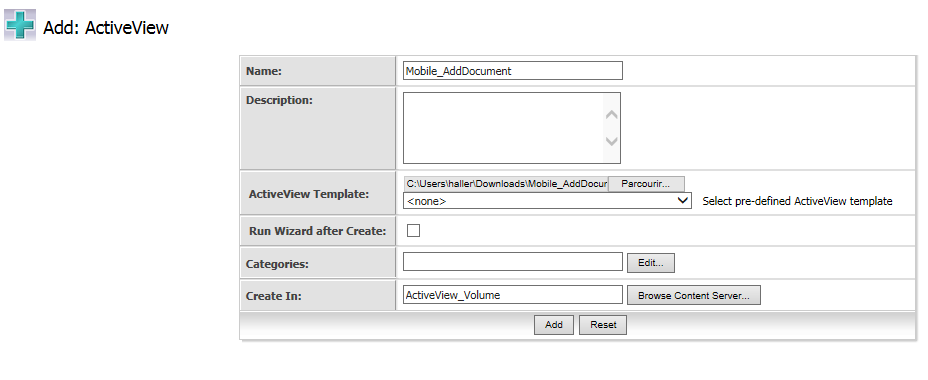 Add: ActiveView
Name:
Mobile_AddDocument
Description:
ActiveView Template:
C:\Users\haller\Downloads\Mobile_AddDocur
Parcourir...
<none>
Select pre-defined ActiveView template
Run Wizard after Create:
Categories:
Edit...
Create In:
ActiveView_Volume
Browse Content Server...
Add
Reset